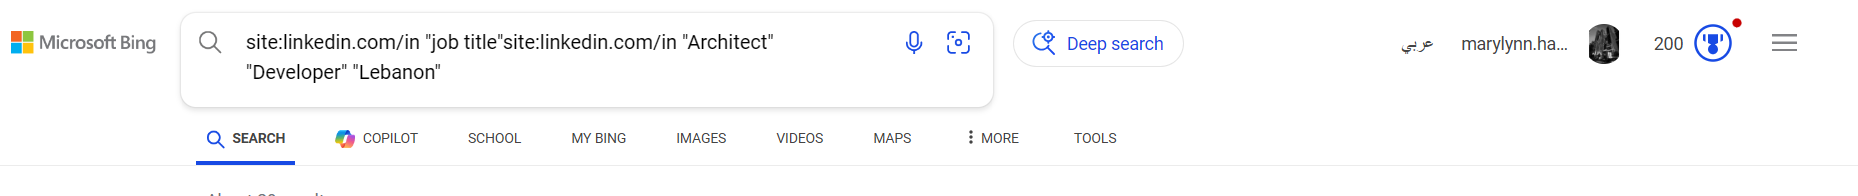 Microsoft Bing
site:linkedin.com/in "job title"site:linkedin.com/in "Architect"
"Developer" "Lebanon"
Deep search
عربي
marylynn.ha...
200
SEARCH
COPILOT
SCHOOL
MY BING
IMAGES
VIDEOS
MAPS
MORE
TOOLS